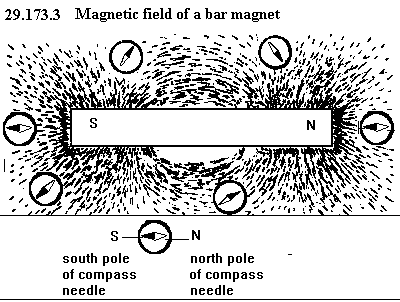 29.173.3 Magnetic field of a bar magnet
S N
S N
south pole north pole
of compass of compass
needle needle